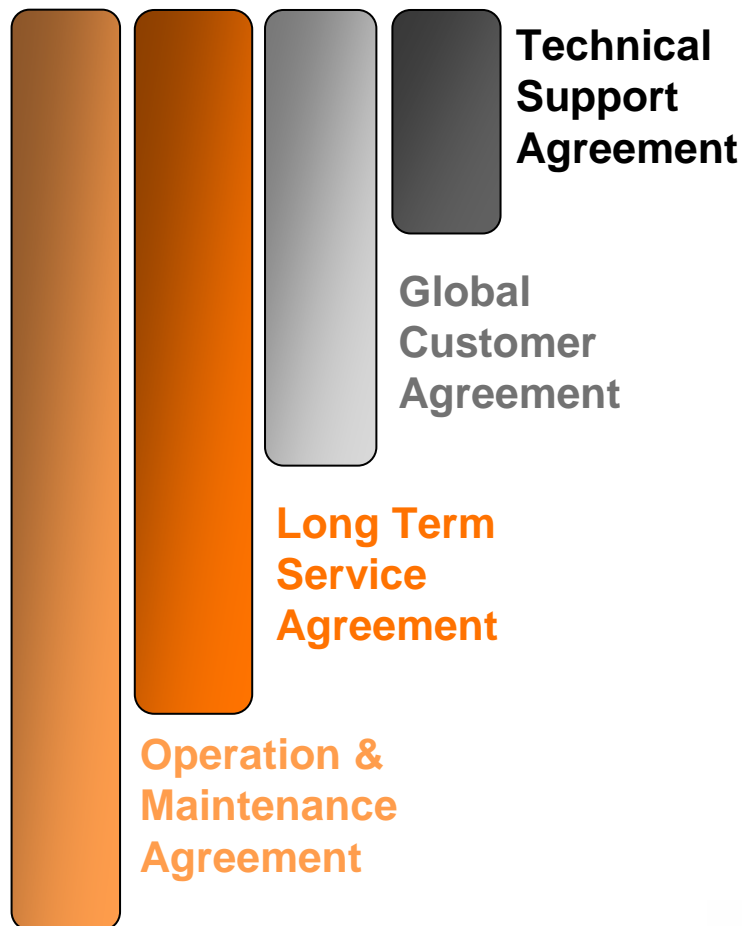 Technical
Support
Agreement
Global
Customer
Agreement
Long Term
Service
Agreement
Operation &
Maintenance
Agreement